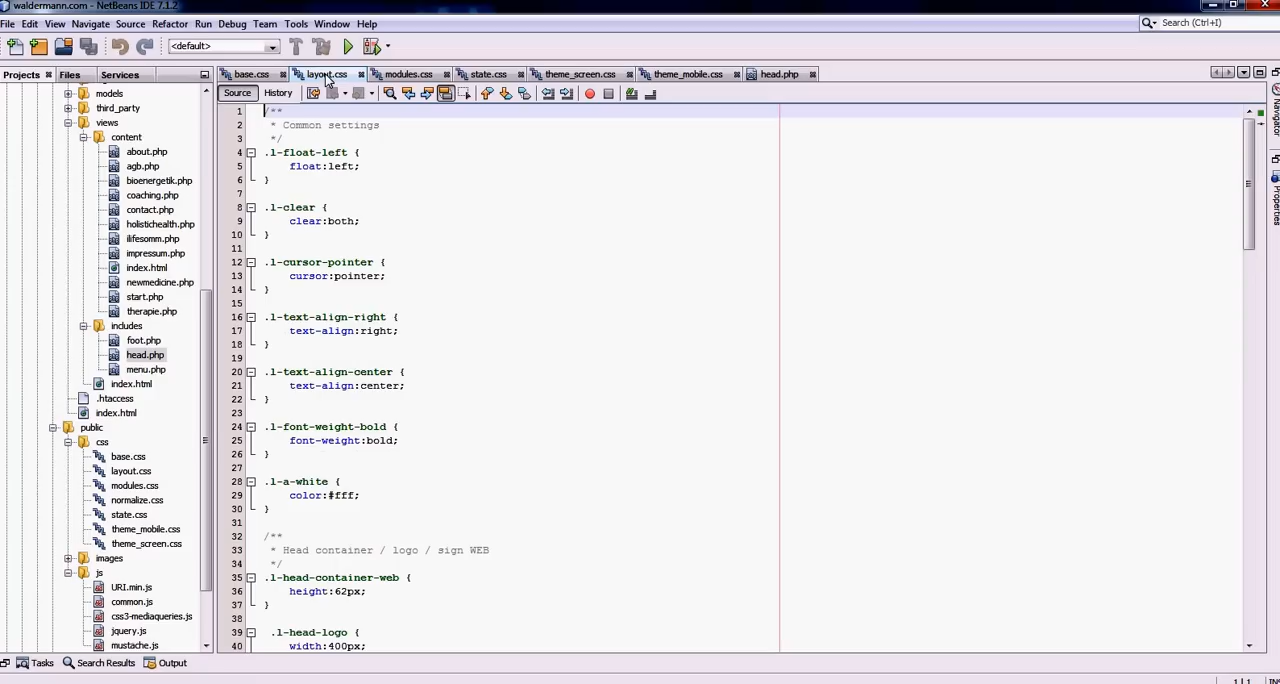 waldermann.com - NetBeans IDE 7.1.2
File Edit View Navigate Source Refactor Run Debug Team Tools Window Help
Search (Ctrl+I)
<default>
Projects Files Services
base.css layout.css modules.css state.css theme_screen.css theme_mobile.css head.php
Source History
models
third_party
views
content
about.php
agb.php
bioenergetik.php
coaching.php
contact.php
holistichealth.php
ilifesomm.php
impressum.php
index.html
newmedicine.php
start.php
therapie.php
includes
foot.php
head.php
menu.php
index.html
.htaccess
index.html
public
css
base.css
layout.css
modules.css
normalize.css
state.css
theme_mobile.css
theme_screen.css
images
js
URI.min.js
common.js
css3-mediaqueries.js
jquery.js
mustache.js
1 /**
2 * Common settings
3 */
4 .l-float-left {
5 float:left;
6 }
7
8 .l-clear {
9 clear:both;
10 }
11
12 .l-cursor-pointer {
13 cursor:pointer;
14 }
15
16 .l-text-align-right {
17 text-align:right;
18 }
19
20 .l-text-align-center {
21 text-align:center;
22 }
23
24 .l-font-weight-bold {
25 font-weight:bold;
26 }
27
28 .l-a-white {
29 color:#fff;
30 }
31
32 /**
33 * Head container / logo / sign WEB
34 */
35 .l-head-container-web {
36 height:62px;
37 }
38
39 .l-head-logo {
40 width:400px;
Navigator
Properties
Tasks Search Results Output
1 | 1 INS